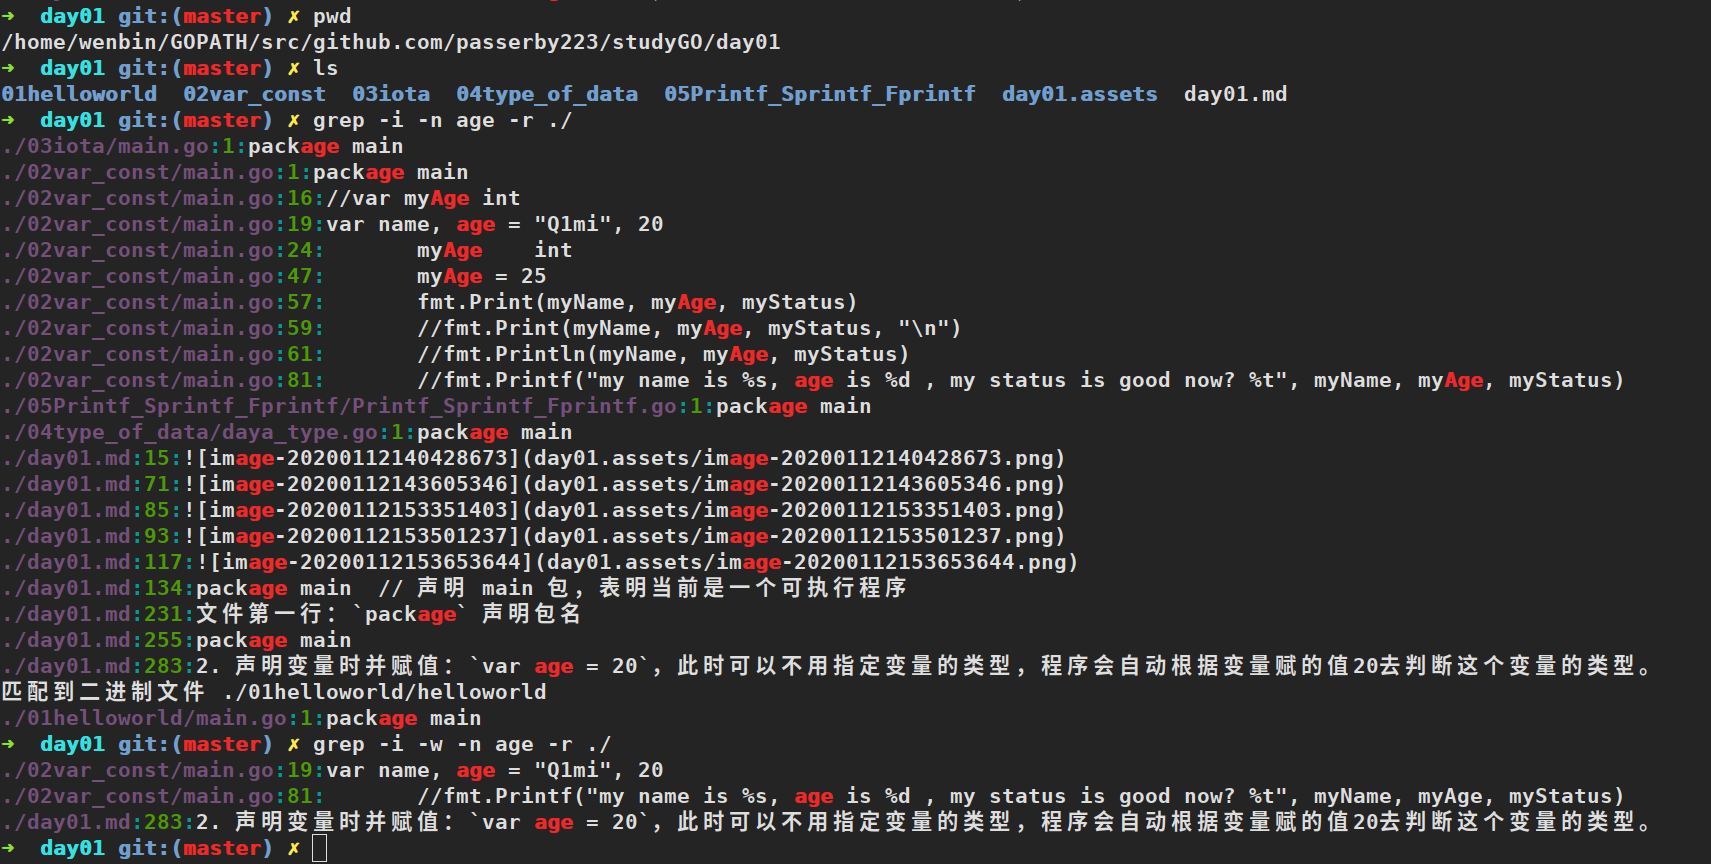 ➜  day01 git:(master) ✗ pwd
/home/wenbin/GOPATH/src/github.com/passerby223/studyGO/day01
➜  day01 git:(master) ✗ ls
01helloworld  02var_const  03iota  04type_of_data  05Printf_Sprintf_Fprintf  day01.assets  day01.md
➜  day01 git:(master) ✗ grep -i -n age -r ./
./03iota/main.go:1:package main
./02var_const/main.go:1:package main
./02var_const/main.go:16://var myAge int
./02var_const/main.go:19:var name, age = "Q1mi", 20
./02var_const/main.go:24:       myAge    int
./02var_const/main.go:47:       myAge = 25
./02var_const/main.go:57:       fmt.Print(myName, myAge, myStatus)
./02var_const/main.go:59:       //fmt.Print(myName, myAge, myStatus, "\n")
./02var_const/main.go:61:       //fmt.Println(myName, myAge, myStatus)
./02var_const/main.go:81:       //fmt.Printf("my name is %s, age is %d , my status is good now? %t", myName, myAge, myStatus)
./05Printf_Sprintf_Fprintf/Printf_Sprintf_Fprintf.go:1:package main
./04type_of_data/daya_type.go:1:package main
./day01.md:15:![image-20200112140428673](day01.assets/image-20200112140428673.png)
./day01.md:71:![image-20200112143605346](day01.assets/image-20200112143605346.png)
./day01.md:85:![image-20200112153351403](day01.assets/image-20200112153351403.png)
./day01.md:93:![image-20200112153501237](day01.assets/image-20200112153501237.png)
./day01.md:117:![image-20200112153653644](day01.assets/image-20200112153653644.png)
./day01.md:134:package main  // 声明 main 包，表明当前是一个可执行程序
./day01.md:231:文件第一行：`package` 声明包名
./day01.md:255:package main
./day01.md:283:2. 声明变量时并赋值：`var age = 20`，此时可以不用指定变量的类型，程序会自动根据变量赋的值20去判断这个变量的类型。
匹配到二进制文件 ./01helloworld/helloworld
./01helloworld/main.go:1:package main
➜  day01 git:(master) ✗ grep -i -w -n age -r ./
./02var_const/main.go:19:var name, age = "Q1mi", 20
./02var_const/main.go:81:       //fmt.Printf("my name is %s, age is %d , my status is good now? %t", myName, myAge, myStatus)
./day01.md:283:2. 声明变量时并赋值：`var age = 20`，此时可以不用指定变量的类型，程序会自动根据变量赋的值20去判断这个变量的类型。
➜  day01 git:(master) ✗